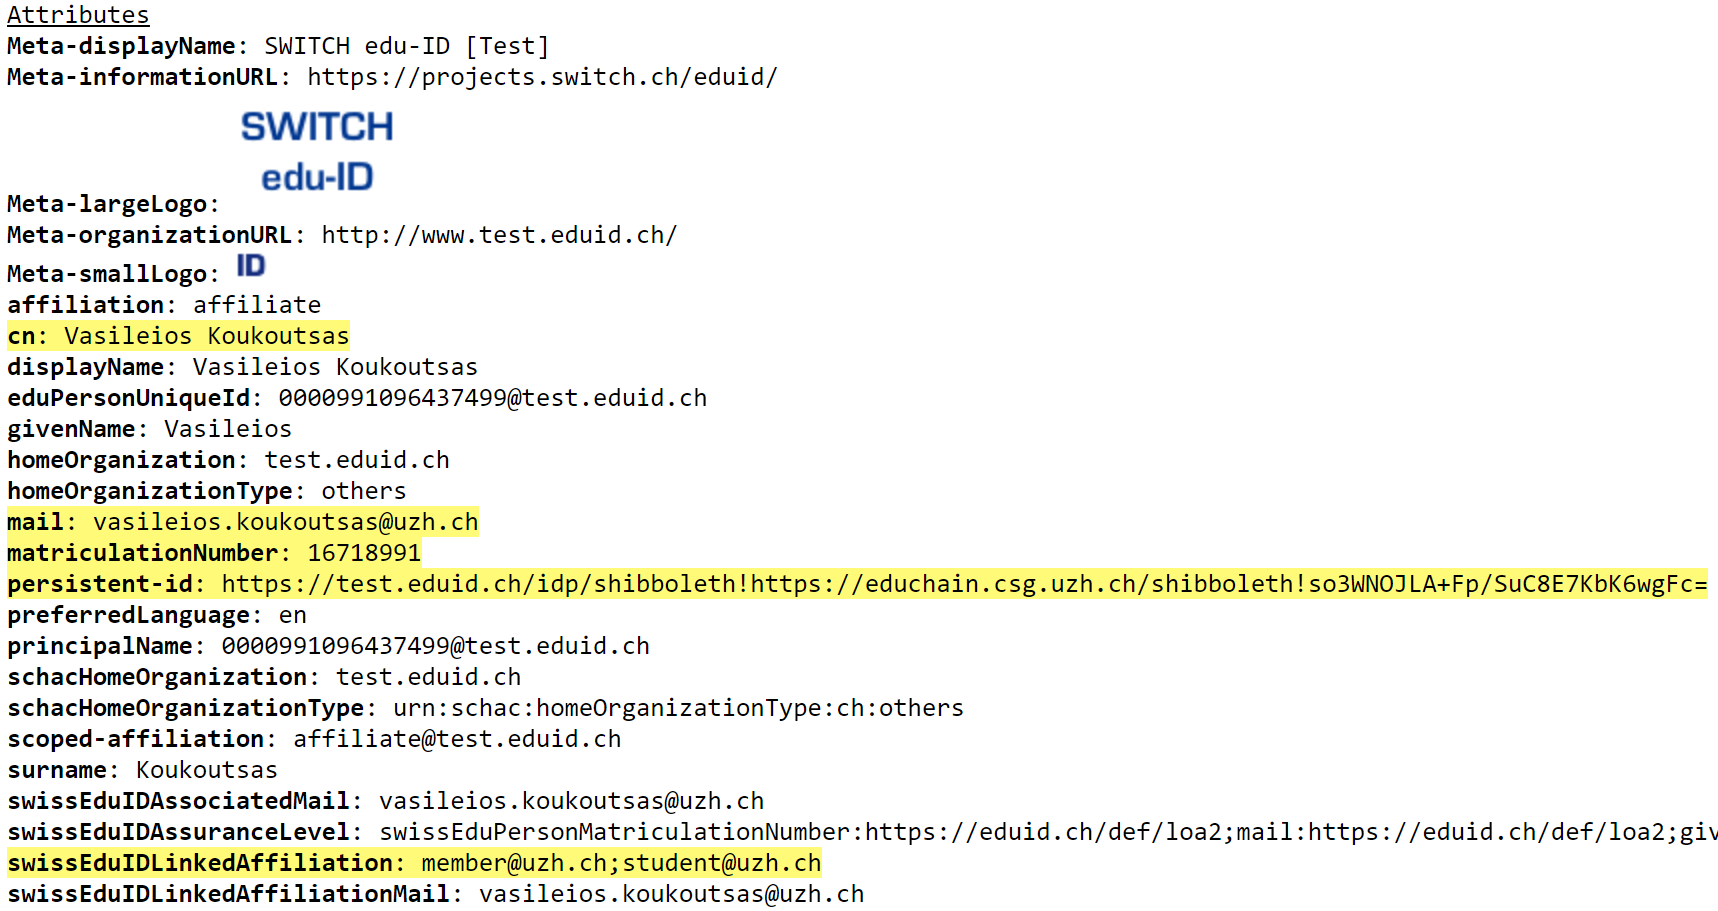 Attributes
Meta-displayName: SWITCH edu-ID [Test]
Meta-informationURL: https://projects.switch.ch/eduid/
SWITCH
edu-ID
Meta-largeLogo:
Meta-organizationURL: http://www.test.eduid.ch/
Meta-smallLogo: ID
affiliation: affiliate
cn: Vasileios Koukoutsas
displayName: Vasileios Koukoutsas
eduPersonUniqueId: 0000991096437499@test.eduid.ch
givenName: Vasileios
homeOrganization: test.eduid.ch
homeOrganizationType: others
mail: vasileios.koukoutsas@uzh.ch
matriculationNumber: 16718991
persistent-id: https://test.eduid.ch/idp/shibboleth!https://educhain.csg.uzh.ch/shibboleth!so3WNOJLA+Fp/SuC8E7KbK6wgFc=
preferredLanguage: en
principalName: 0000991096437499@test.eduid.ch
schacHomeOrganization: test.eduid.ch
schacHomeOrganizationType: urn:schac:homeOrganizationType:ch:others
scoped-affiliation: affiliate@test.eduid.ch
surname: Koukoutsas
swissEduIDAssociatedMail: vasileios.koukoutsas@uzh.ch
swissEduIDAssuranceLevel: swissEduPersonMatriculationNumber:https://eduid.ch/def/loa2;mail:https://eduid.ch/def/loa2;giv
swissEduIDLinkedAffiliation: member@uzh.ch;student@uzh.ch
swissEduIDLinkedAffiliationMail: vasileios.koukoutsas@uzh.ch